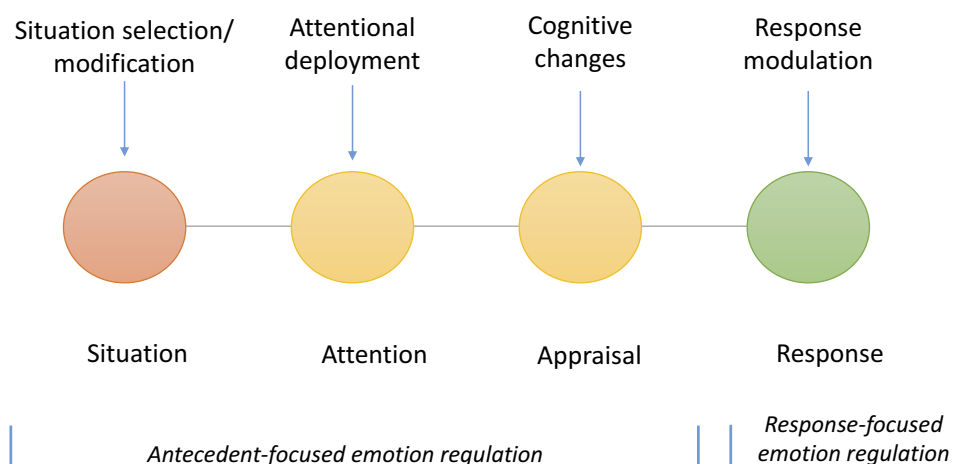 Situation selection/
modification
Attentional
deployment
Cognitive
changes
Response
modulation
Situation
Attention
Appraisal
Response
Antecedent-focused emotion regulation
Response-focused
emotion regulation